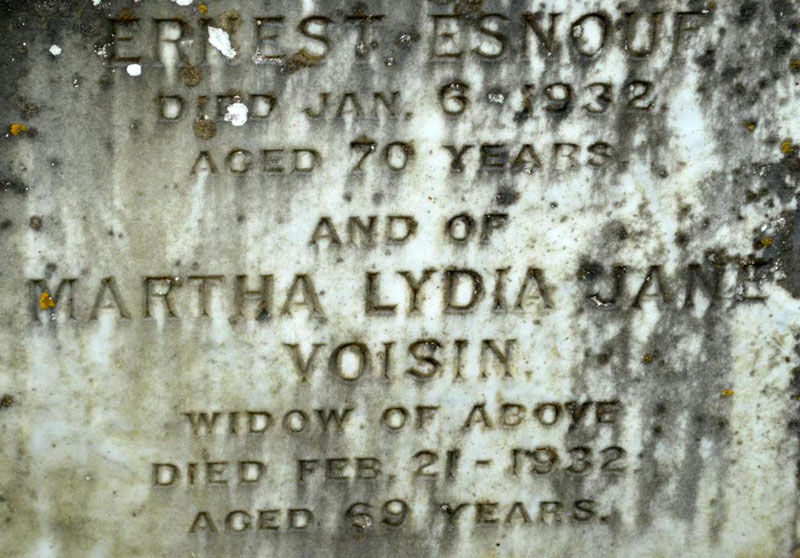 ERNEST ESNOUF
DIED JAN. 6 - 1932.
AGED 70 YEARS.
AND OF
MARTHA LYDIA JANE
VOISIN
WIDOW OF ABOVE
DIED FEB. 21 - 1932
AGED 69 YEARS.